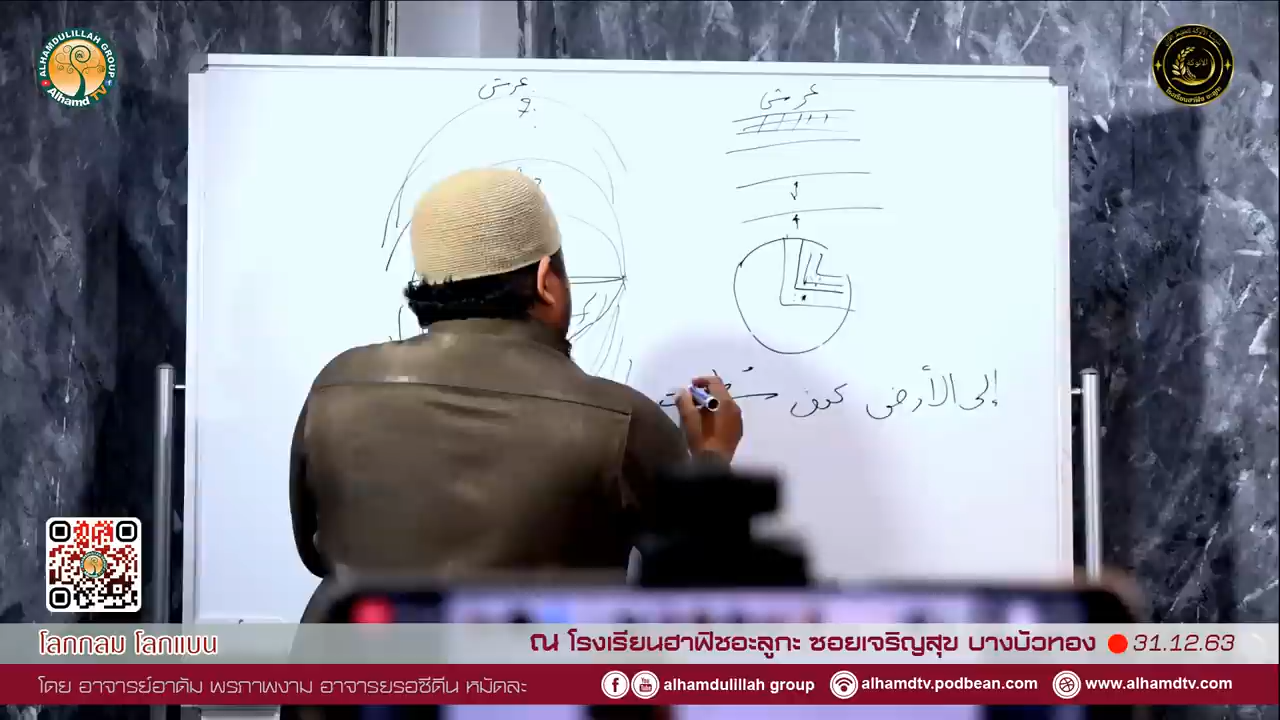 ALHAMDULILLAH GROUP
Alhamd TV
عرش
عرش
إلى الأرض كيف
โลกกลม โลกแบน
ณ โรงเรียนฮาฟิซอะลูกะ ซอยเจริญสุข บางบัวทอง 31.12.63
โดย อาจารย์อาดัม พรภาพงาม อาจารยรอซีดีน หมัดละ
alhamdulillah group
alhamdtv.podbean.com
www.alhamdtv.com